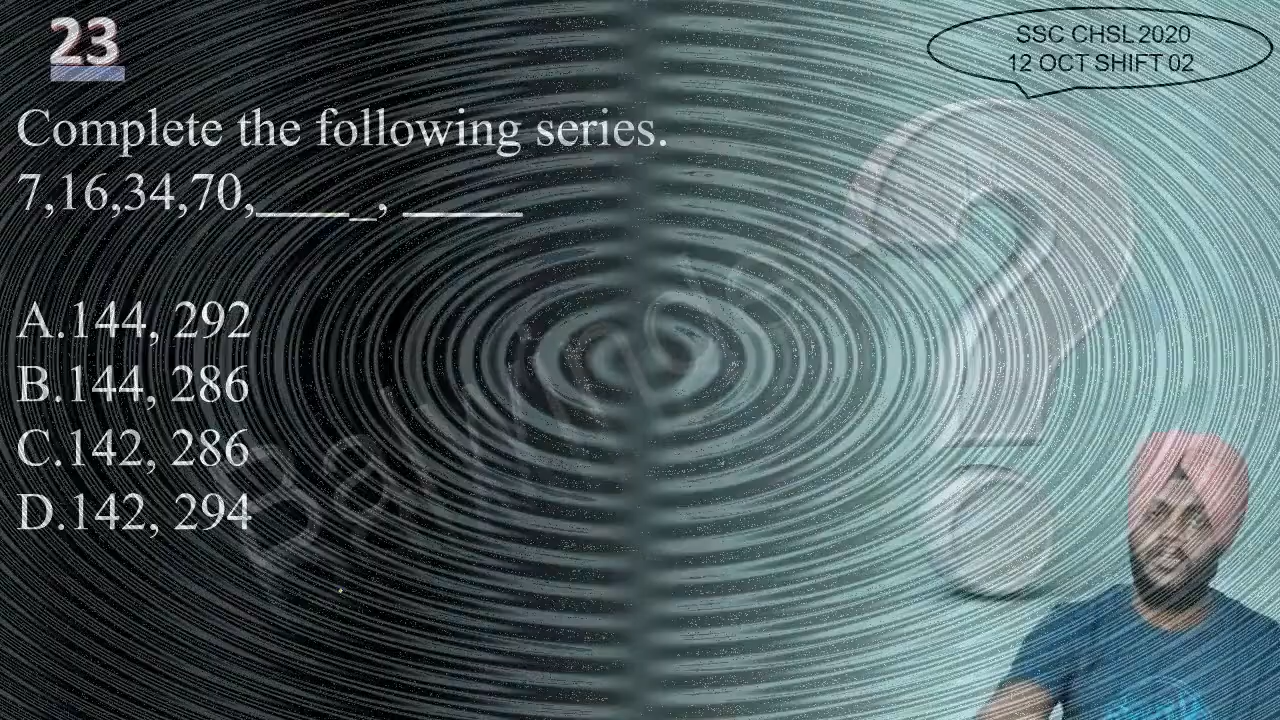 23
SSC CHSL 2020
12 OCT SHIFT 02
Complete the following series.
7,16,34,70,_____, _____
A.144, 292
B.144, 286
C.142, 286
D.142, 294